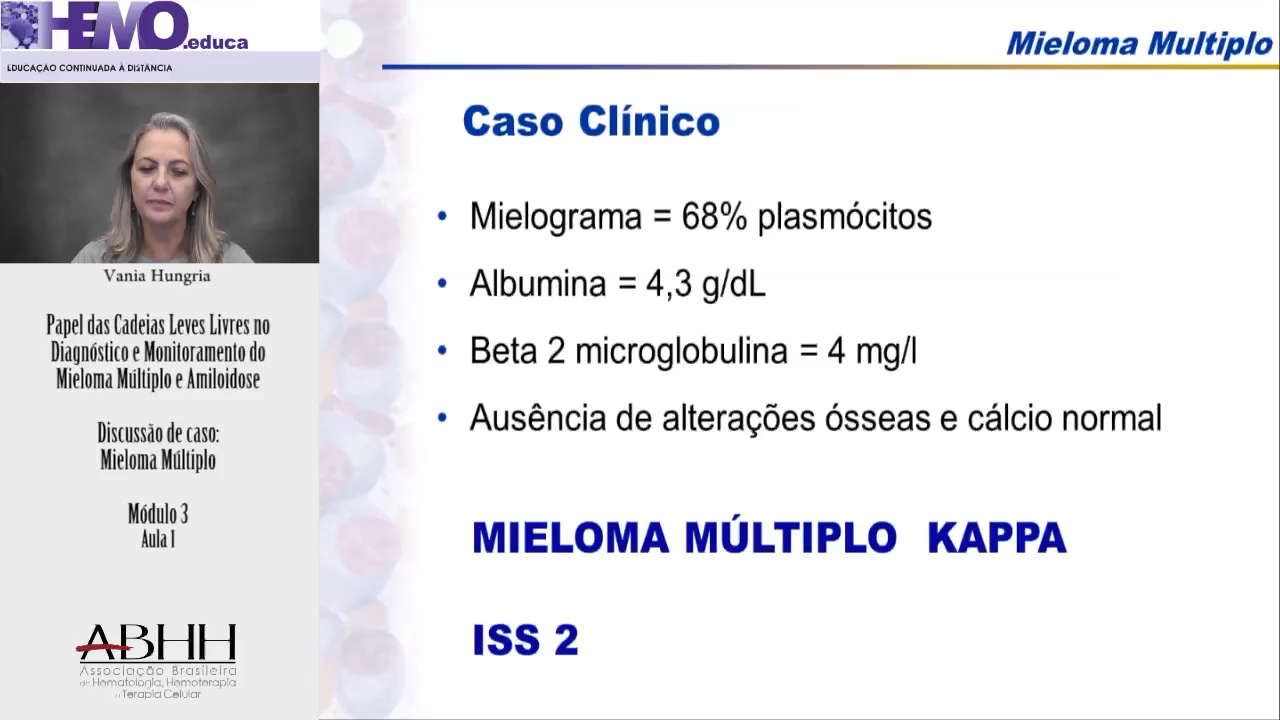 HEMO.educa
EDUCAÇÃO CONTINUADA À DISTÂNCIA
Vania Hungria
Papel das Cadeias Leves Livres no
Diagnóstico e Monitoramento do
Mieloma Múltiplo e Amiloidose
Discussão de caso:
Mieloma Múltiplo
Módulo 3
Aula 1
ABHH
Associação Brasileira
de Hematologia, Hemoterapia
e Terapia Celular
Mieloma Multiplo
Caso Clínico
• Mielograma = 68% plasmócitos
• Albumina = 4,3 g/dL
• Beta 2 microglobulina = 4 mg/l
• Ausência de alterações ósseas e cálcio normal
MIELOMA MÚLTIPLO KAPPA
ISS 2